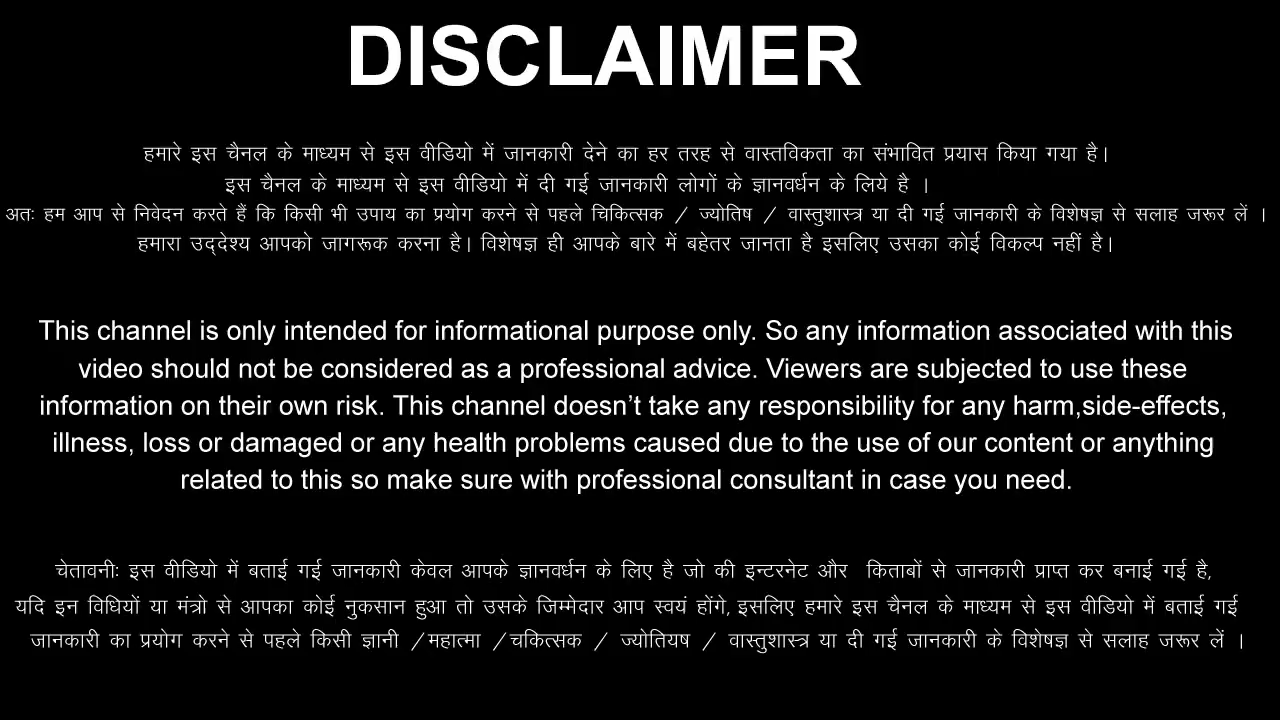 DISCLAIMER
हमारे इस चैनल के माध्यम से इस वीडियो में जानकारी देने का हर तरह से वास्तविकता का संभावित प्रयास किया गया है।
इस चैनल के माध्यम से इस वीडियो में दी गई जानकारी लोगों के ज्ञानवर्धन के लिये है ।
अतः हम आप से निवेदन करते हैं कि किसी भी उपाय का प्रयोग करने से पहले चिकित्सक / ज्योतिष / वास्तुशास्त्र या दी गई जानकारी के विशेषज्ञ से सलाह जरूर लें ।
हमारा उद्देश्य आपको जागरूक करना है। विशेषज्ञ ही आपके बारे में बहेतर जानता है इसलिए उसका कोई विकल्प नहीं है।
This channel is only intended for informational purpose only. So any information associated with this
video should not be considered as a professional advice. Viewers are subjected to use these
information on their own risk. This channel doesn’t take any responsibility for any harm,side-effects,
illness, loss or damaged or any health problems caused due to the use of our content or anything
related to this so make sure with professional consultant in case you need.
चेतावनीः इस वीडियो में बताई गई जानकारी केवल आपके ज्ञानवर्धन के लिए है जो की इन्टरनेट और किताबों से जानकारी प्राप्त कर बनाई गई है,
यदि इन विधियों या मंत्रो से आपका कोई नुकसान हुआ तो उसके जिम्मेदार आप स्वयं होंगे, इसलिए हमारे इस चैनल के माध्यम से इस वीडियो में बताई गई
जानकारी का प्रयोग करने से पहले किसी ज्ञानी /महात्मा /चकित्सक / ज्योतियष / वास्तुशास्त्र या दी गई जानकारी के विशेषज्ञ से सलाह जरूर लें ।